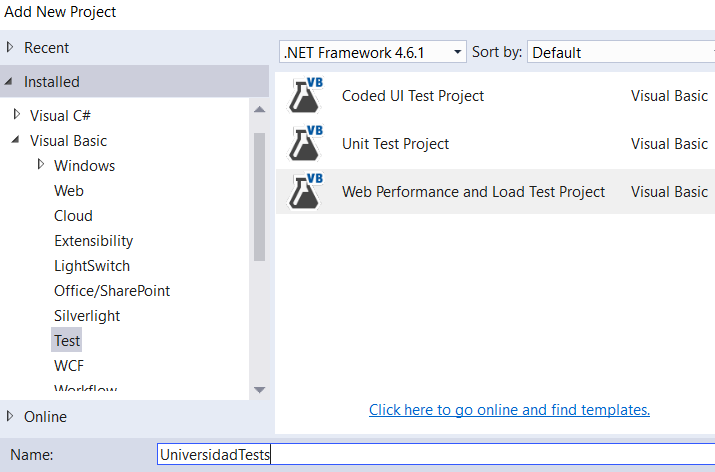 Add New Project
Recent
Installed
Visual C#
Visual Basic
Windows
Web
Cloud
Extensibility
LightSwitch
Office/SharePoint
Silverlight
Test
WCF
Workflow
Online
.NET Framework 4.6.1 Sort by: Default
VB Coded UI Test Project Visual Basic
VB Unit Test Project Visual Basic
VB Web Performance and Load Test Project Visual Basic
Click here to go online and find templates.
Name: UniversidadTests